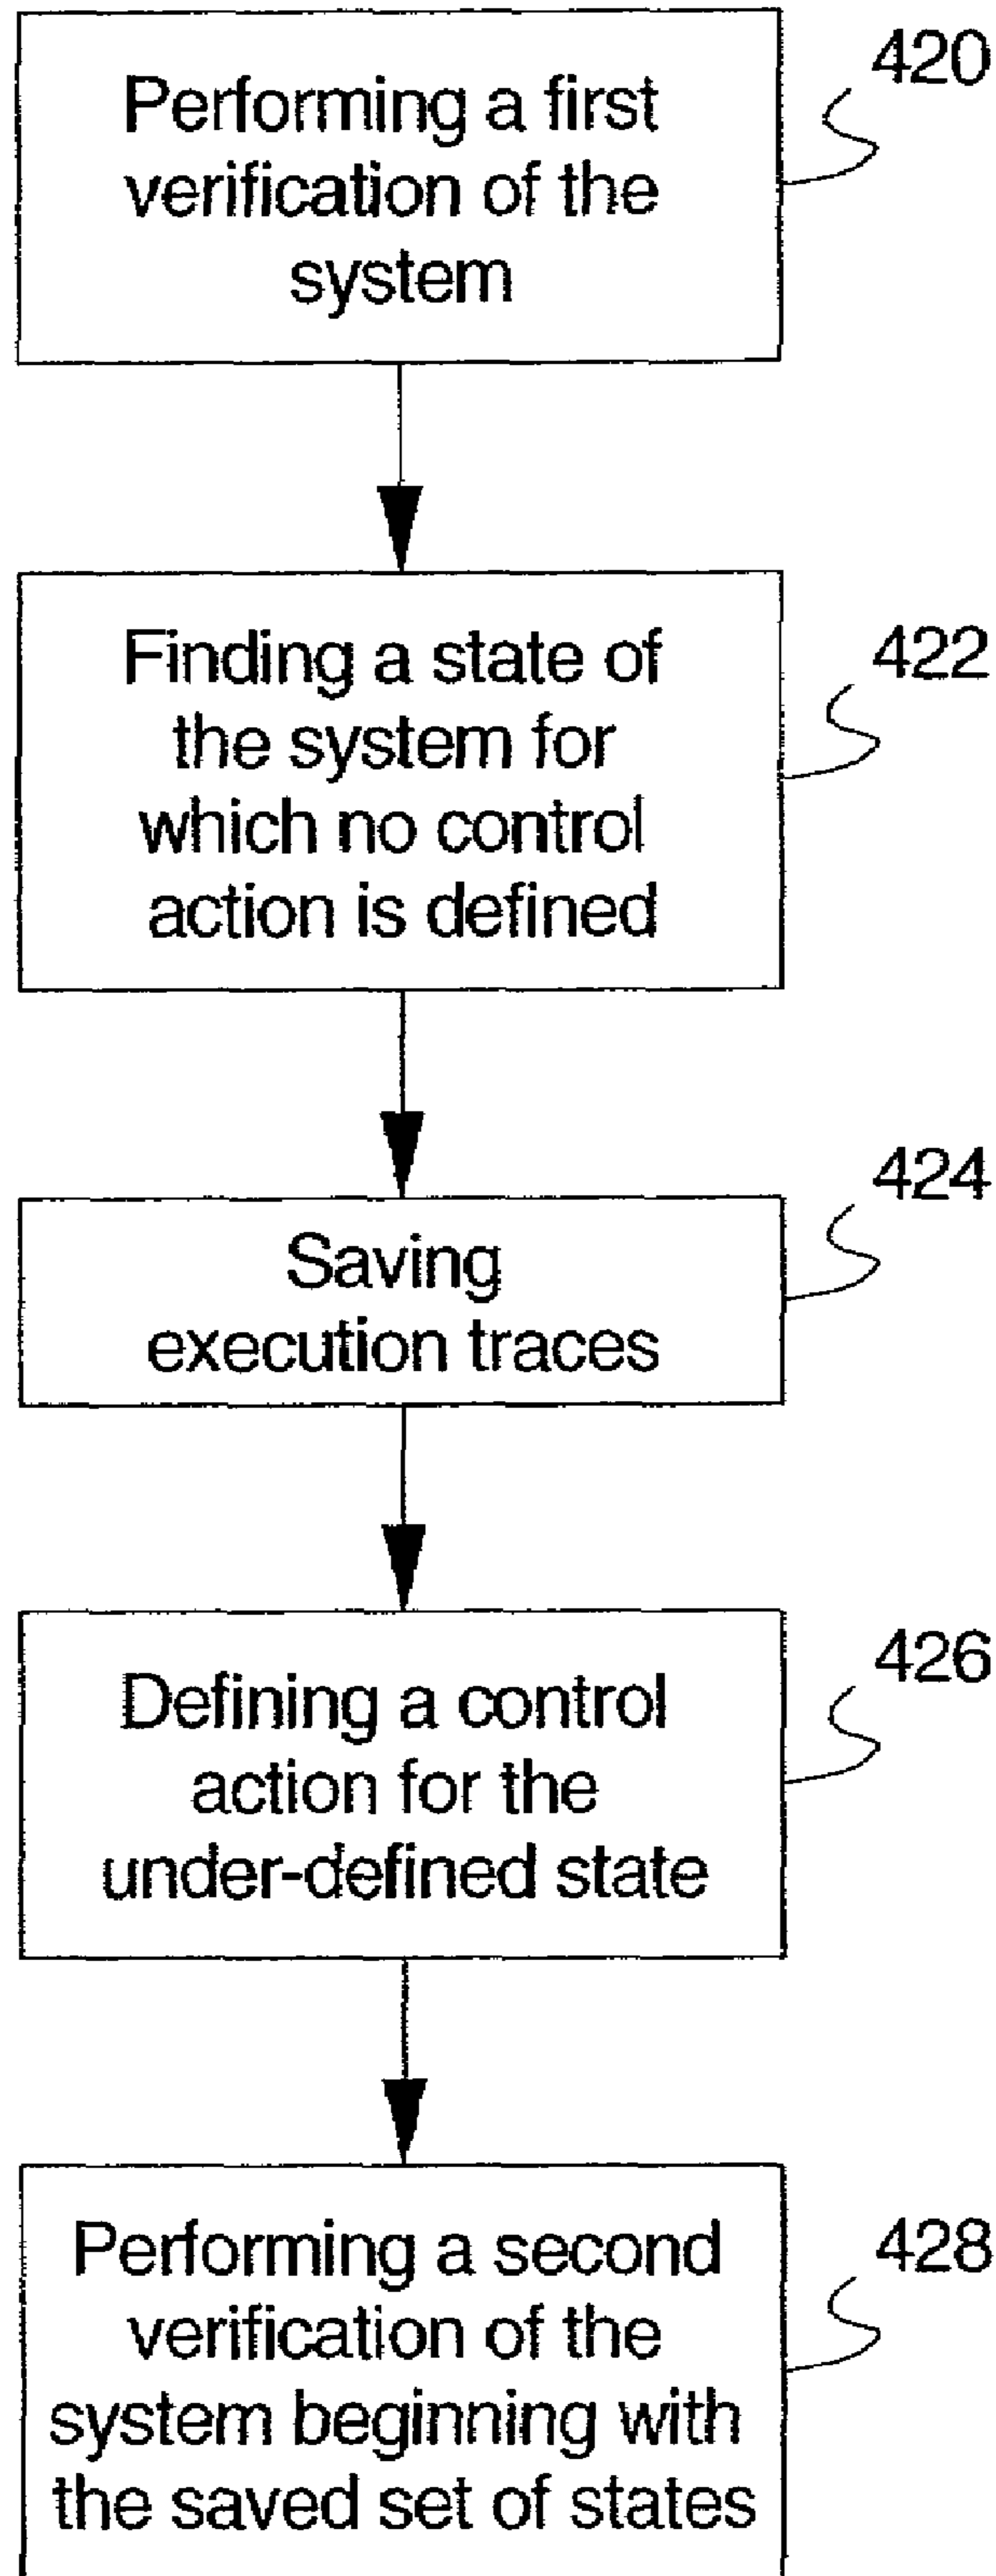 420
Performing a first
verification of the
system
422
Finding a state of
the system for
which no control
action is defined
424
Saving
execution traces
426
Defining a control
action for the
under-defined state
428
Performing a second
verification of the
system beginning with
the saved set of states